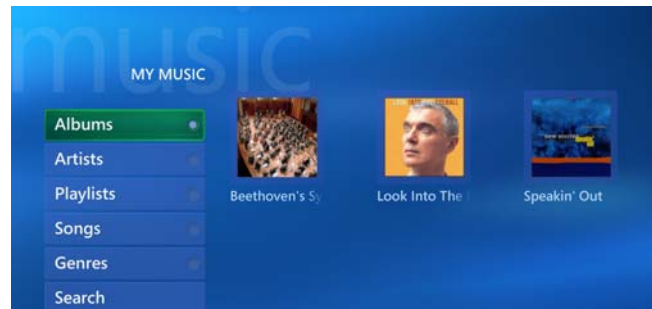 music
MY MUSIC
Albums
Artists
Playlists
Songs
Genres
Search
Beethoven's Sy
Look Into The
Speakin' Out